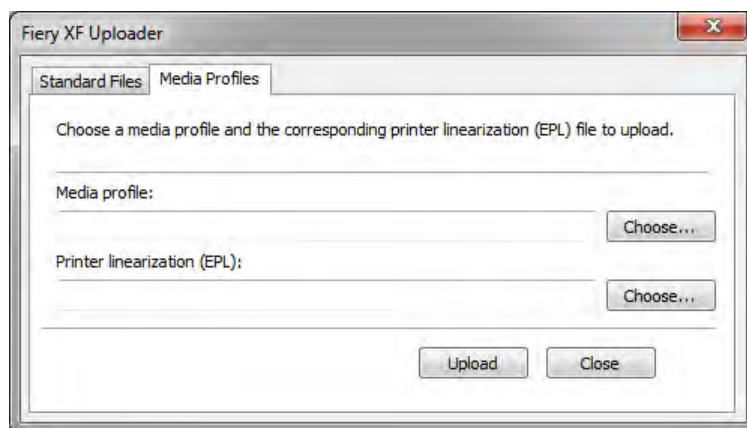 Fiery XF Uploader
Standard Files
Media Profiles
Choose a media profile and the corresponding printer linearization (EPL) file to upload.
Media profile:
Choose...
Printer linearization (EPL):
Choose...
Upload
Close